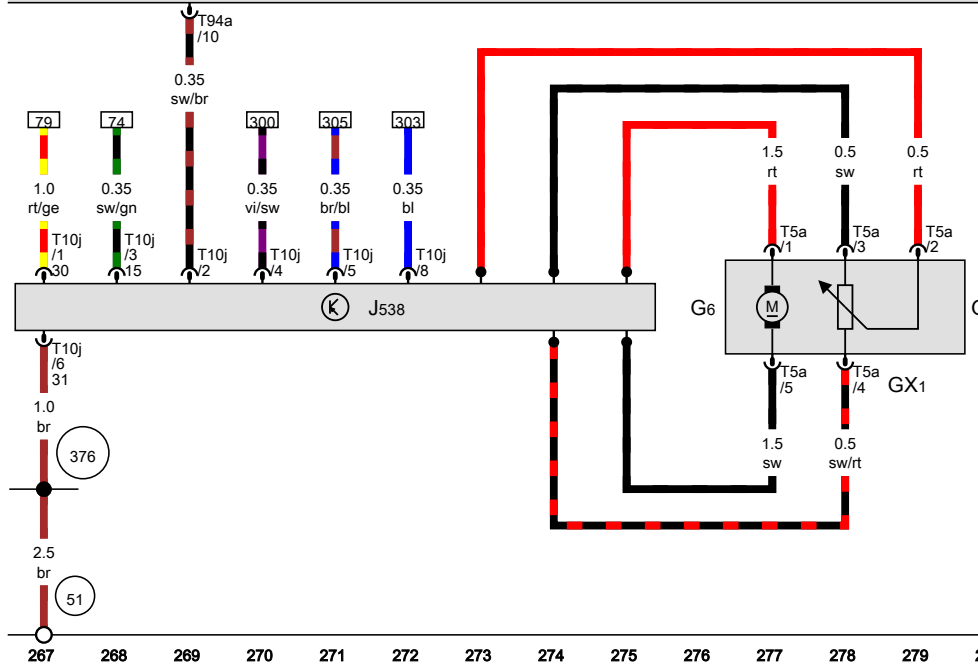 T94a
/10
0.35
sw/br
79
74
300
305
303
1.0
rt/ge
0.35
sw/gn
0.35
vi/sw
0.35
br/bl
0.35
bl
1.5
rt
0.5
sw
0.5
rt
T10j
/1
30
T10j
/3
15
T10j
/2
T10j
/4
T10j
/5
T10j
/8
T5a
/1
T5a
/3
T5a
/2
J538
G6
M
T10j
/6
31
T5a
/5
T5a
/4
GX1
1.0
br
376
1.5
sw
0.5
sw/rt
2.5
br
51
267 268 269 270 271 272 273 274 275 276 277 278 279